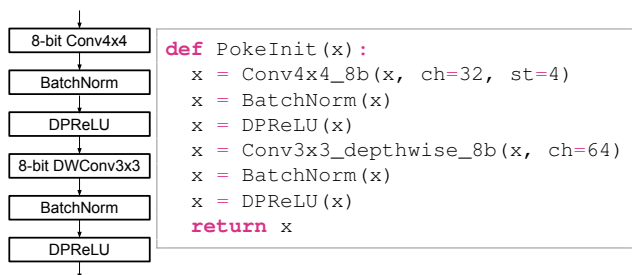 8-bit Conv4x4
BatchNorm
DPReLU
8-bit DWConv3x3
BatchNorm
DPReLU
def PokeInit(x):
  x = Conv4x4_8b(x, ch=32, st=4)
  x = BatchNorm(x)
  x = DPReLU(x)
  x = Conv3x3_depthwise_8b(x, ch=64)
  x = BatchNorm(x)
  x = DPReLU(x)
  return x